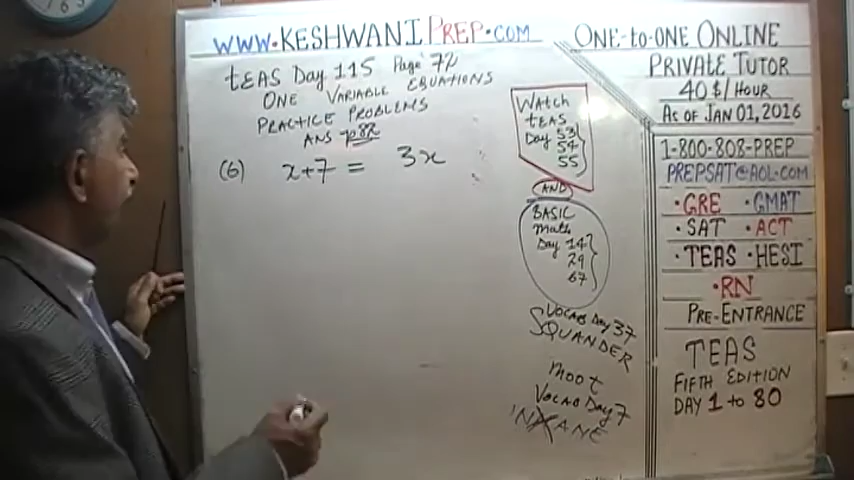 WWW.KESHWANIPREP.COM
TEAS Day 115 Page 72
ONE VARIABLE EQUATIONS
PRACTICE PROBLEMS
ANS p82
(6) x+7 = 3x
Watch
TEAS
Day 53
54
55
AND
BASIC
Math
Day 14
29
67
VOCAB Day 37
SQUANDER
moot
VOCAB Day 7
INANE
ONE-TO-ONE ONLINE
PRIVATE TUTOR
40 $/HOUR
AS OF JAN 01, 2016
1-800-808-PREP
PREPSAT@AOL.COM
• GRE • GMAT
• SAT • ACT
• TEAS • HESI
• RN
PRE-ENTRANCE
TEAS
FIFTH EDITION
DAY 1 TO 80